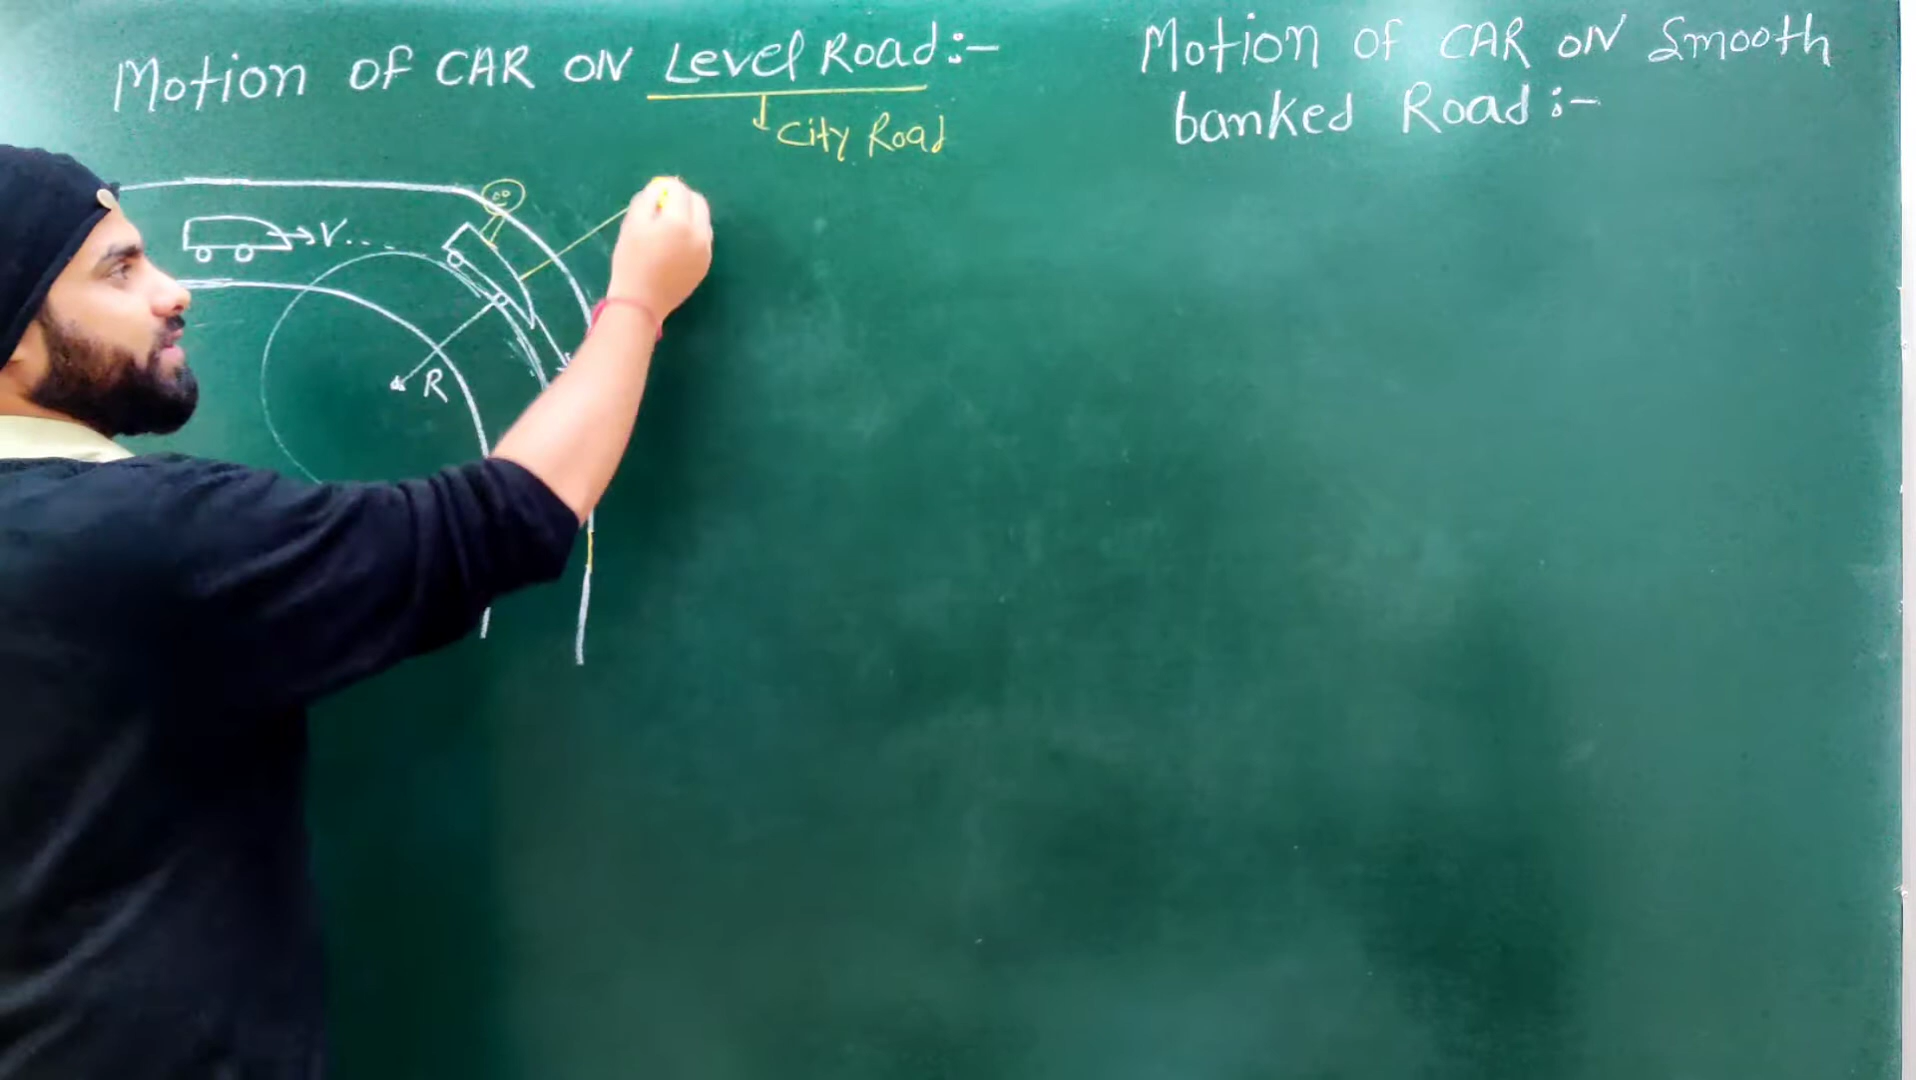 Motion OF CAR ON Level Road:-
City Road
V...
R
Motion OF CAR ON Smooth
banked Road:-